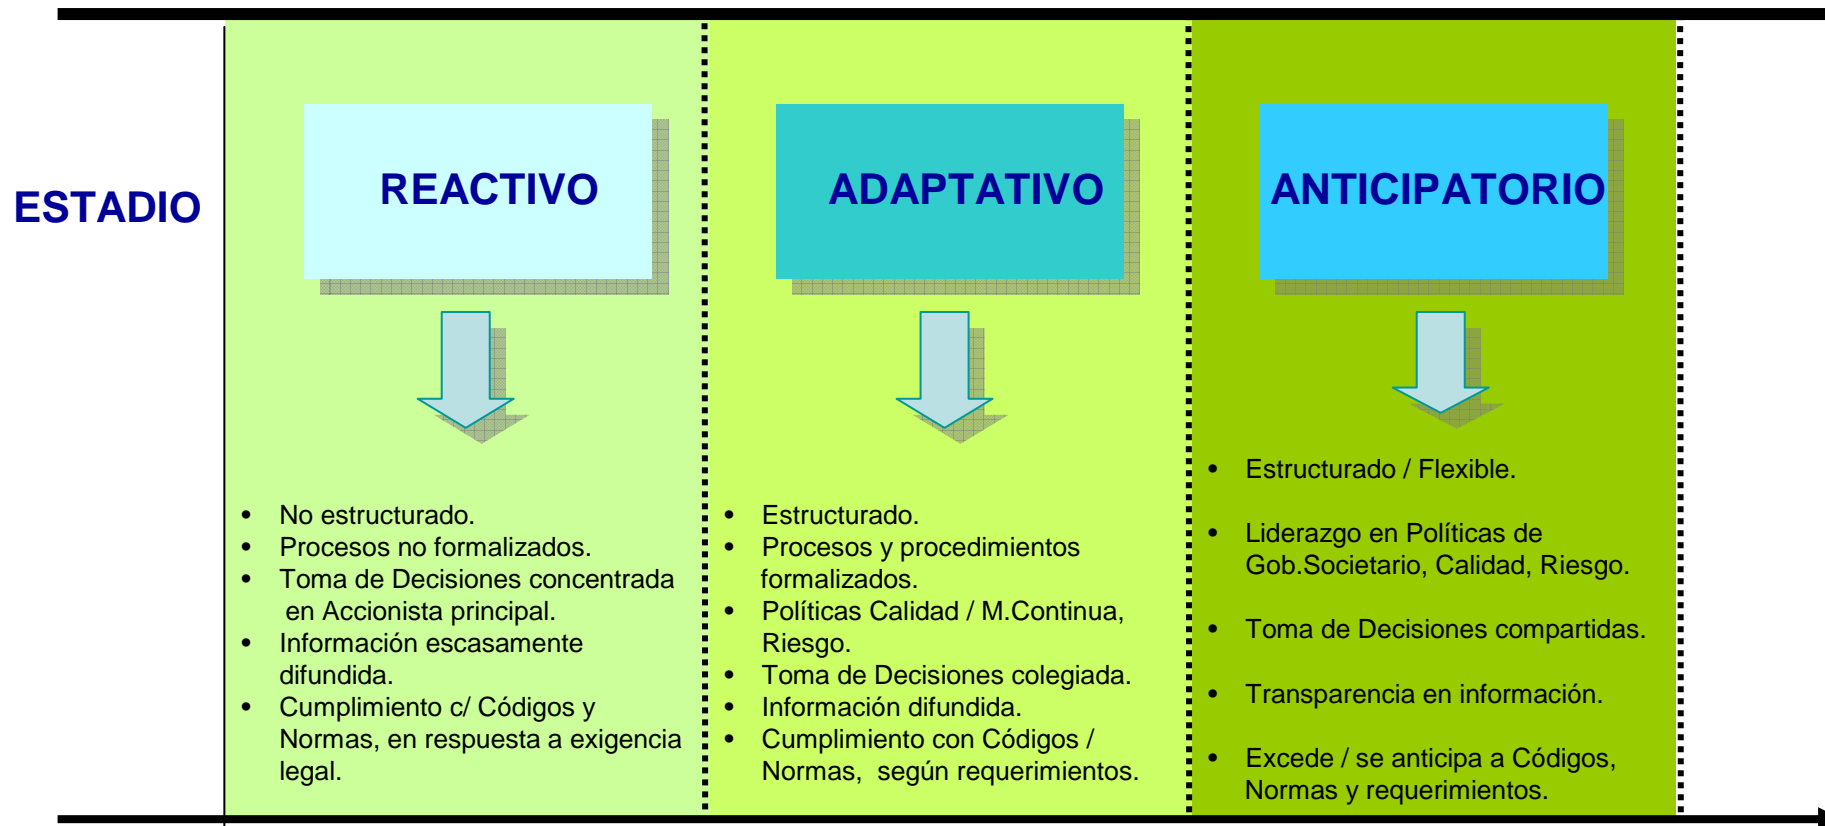 ESTADIO
REACTIVO
• No estructurado.
• Procesos no formalizados.
• Toma de Decisiones concentrada
en Accionista principal.
• Información escasamente
difundida.
• Cumplimiento c/ Códigos y
Normas, en respuesta a exigencia
legal.
ADAPTATIVO
• Estructurado.
• Procesos y procedimientos
formalizados.
• Políticas Calidad / M.Continua,
Riesgo.
• Toma de Decisiones colegiada.
• Información difundida.
• Cumplimiento con Códigos /
Normas, según requerimientos.
ANTICIPATORIO
• Estructurado / Flexible.
• Liderazgo en Políticas de
Gob.Societario, Calidad, Riesgo.
• Toma de Decisiones compartidas.
• Transparencia en información.
• Excede / se anticipa a Códigos,
Normas y requerimientos.